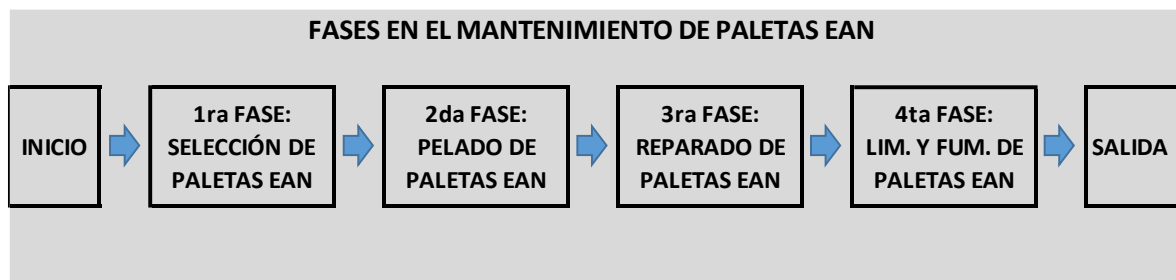 FASES EN EL MANTENIMIENTO DE PALETAS EAN
INICIO
1ra FASE:
SELECCIÓN DE
PALETAS EAN
2da FASE:
PELADO DE
PALETAS EAN
3ra FASE:
REPARADO DE
PALETAS EAN
4ta FASE:
LIM. Y FUM. DE
PALETAS EAN
SALIDA